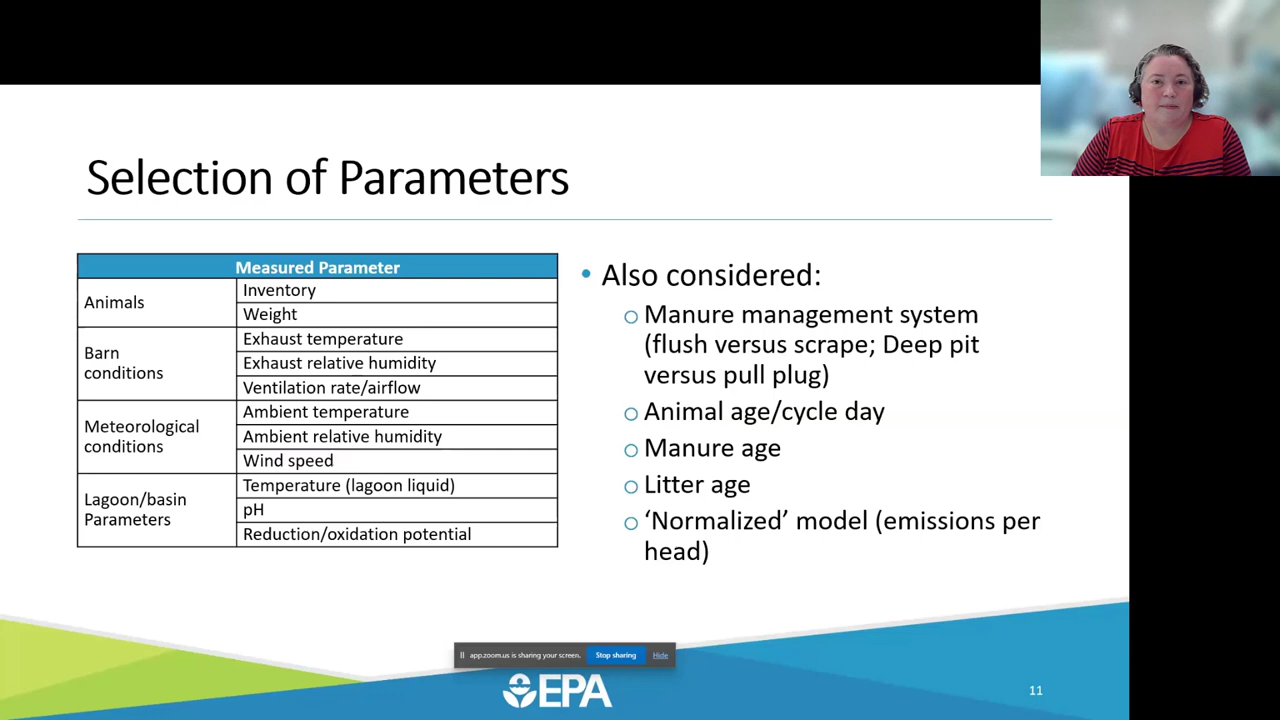 Selection of Parameters
Measured Parameter
Animals
Inventory
Weight
Barn
conditions
Exhaust temperature
Exhaust relative humidity
Ventilation rate/airflow
Meteorological
conditions
Ambient temperature
Ambient relative humidity
Wind speed
Lagoon/basin
Parameters
Temperature (lagoon liquid)
pH
Reduction/oxidation potential
• Also considered:
o Manure management system
(flush versus scrape; Deep pit
versus pull plug)
o Animal age/cycle day
o Manure age
o Litter age
o ‘Normalized’ model (emissions per
head)
app.zoom.us is sharing your screen. Stop sharing Hide
EPA
11